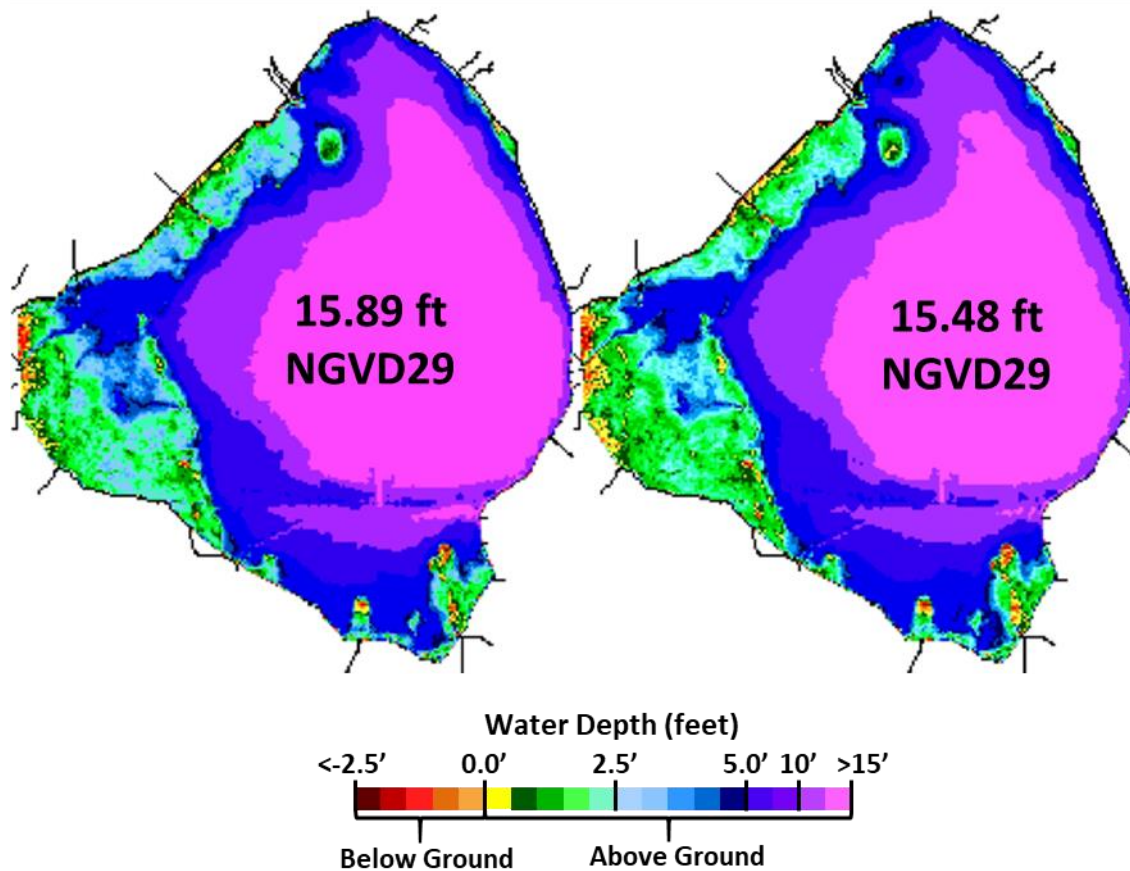 15.89 ft
NGVD29
15.48 ft
NGVD29
Water Depth (feet)
<-2.5’ 0.0’ 2.5’ 5.0’ 10’ >15’
Below Ground Above Ground